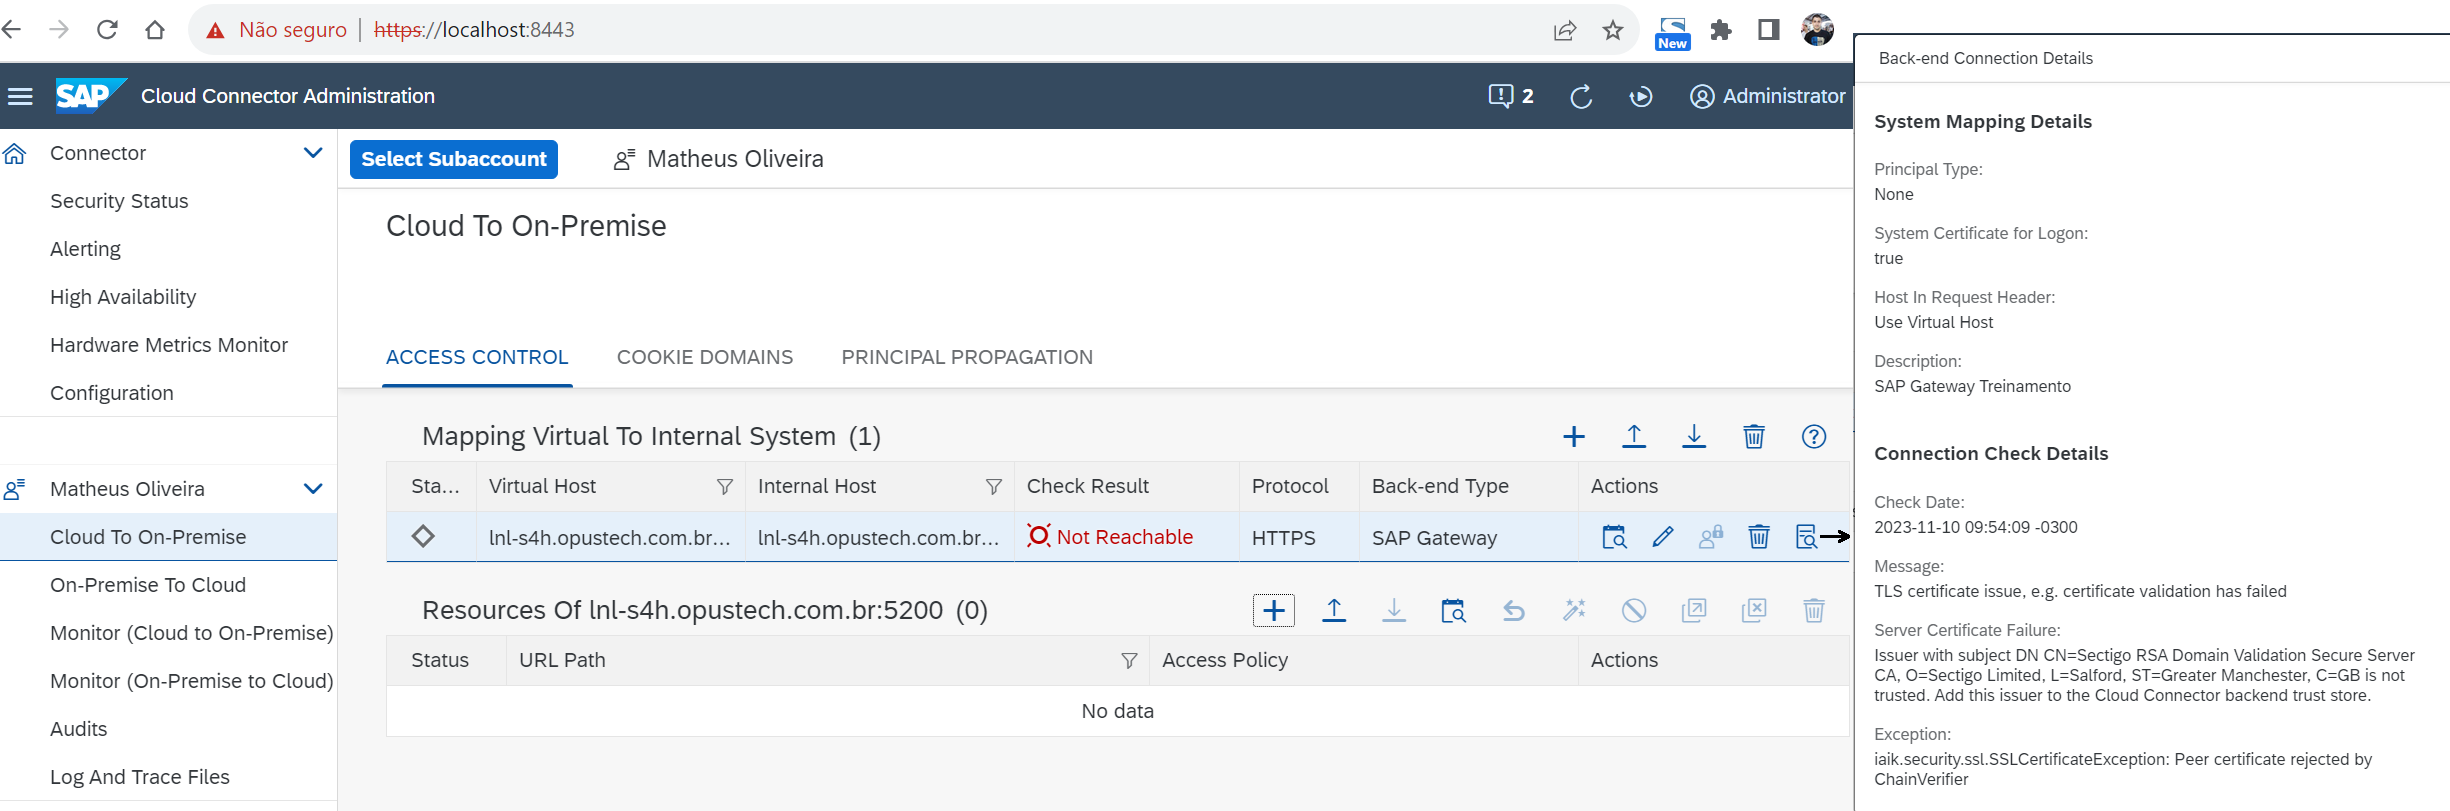 Não seguro | https://localhost:8443
New
SAP Cloud Connector Administration
2
Administrator
Connector
Security Status
Alerting
High Availability
Hardware Metrics Monitor
Configuration
Matheus Oliveira
Cloud To On-Premise
On-Premise To Cloud
Monitor (Cloud to On-Premise)
Monitor (On-Premise to Cloud)
Audits
Log And Trace Files
Select Subaccount
Matheus Oliveira
Cloud To On-Premise
ACCESS CONTROL
COOKIE DOMAINS
PRINCIPAL PROPAGATION
Mapping Virtual To Internal System (1)
Sta... Virtual Host Internal Host Check Result Protocol Back-end Type Actions
lnl-s4h.opustech.com.br... lnl-s4h.opustech.com.br... Not Reachable HTTPS SAP Gateway
Resources Of lnl-s4h.opustech.com.br:5200 (0)
Status URL Path Access Policy Actions
No data
Back-end Connection Details
System Mapping Details
Principal Type:
None
System Certificate for Logon:
true
Host In Request Header:
Use Virtual Host
Description:
SAP Gateway Treinamento
Connection Check Details
Check Date:
2023-11-10 09:54:09 -0300
Message:
TLS certificate issue, e.g. certificate validation has failed
Server Certificate Failure:
Issuer with subject DN CN=Sectigo RSA Domain Validation Secure Server
CA, O=Sectigo Limited, L=Salford, ST=Greater Manchester, C=GB is not
trusted. Add this issuer to the Cloud Connector backend trust store.
Exception:
iaik.security.ssl.SSLCertificateException: Peer certificate rejected by
ChainVerifier